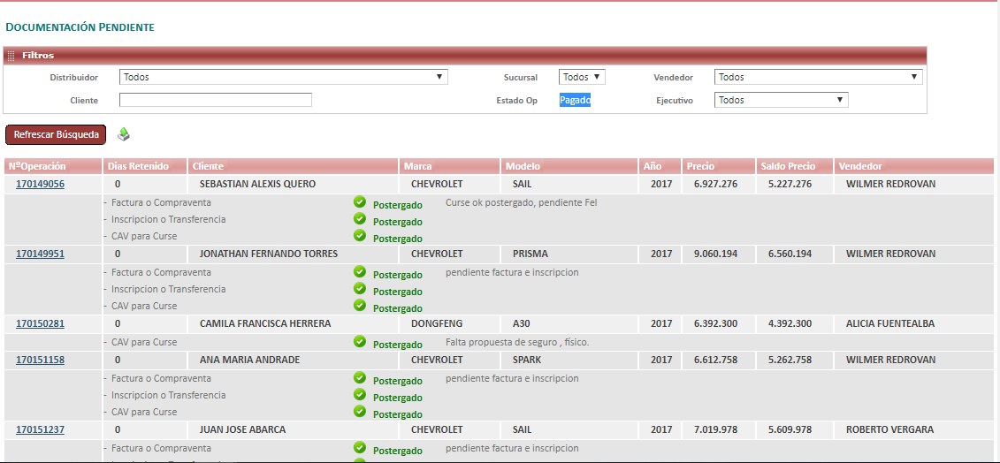 DOCUMENTACIÓN PENDIENTE
Filtros
Distribuidor Todos Sucursal Todos Vendedor Todos
Cliente Estado Op Pagado Ejecutivo Todos
Refrescar Búsqueda
NºOperación Dias Retenido Cliente Marca Modelo Año Precio Saldo Precio Vendedor
170149056 0 SEBASTIAN ALEXIS QUERO CHEVROLET SAIL 2017 6.927.276 5.227.276 WILMER REDROVAN
- Factura o Compraventa Postergado Curse ok postergado, pendiente Fel
- Inscripcion o Transferencia Postergado
- CAV para Curse Postergado
170149951 0 JONATHAN FERNANDO TORRES CHEVROLET PRISMA 2017 9.060.194 6.560.194 WILMER REDROVAN
- Factura o Compraventa Postergado pendiente factura e inscripcion
- Inscripcion o Transferencia Postergado
- CAV para Curse Postergado
170150281 0 CAMILA FRANCISCA HERRERA DONGFENG A30 2017 6.392.300 4.392.300 ALICIA FUENTEALBA
- CAV para Curse Postergado Falta propuesta de seguro , físico.
170151158 0 ANA MARIA ANDRADE CHEVROLET SPARK 2017 6.612.758 5.262.758 WILMER REDROVAN
- Factura o Compraventa Postergado pendiente factura e inscripcion
- Inscripcion o Transferencia Postergado
- CAV para Curse Postergado
170151237 0 JUAN JOSE ABARCA CHEVROLET SAIL 2017 7.019.978 5.609.978 ROBERTO VERGARA
- Factura o Compraventa Postergado pendiente factura e inscripcion